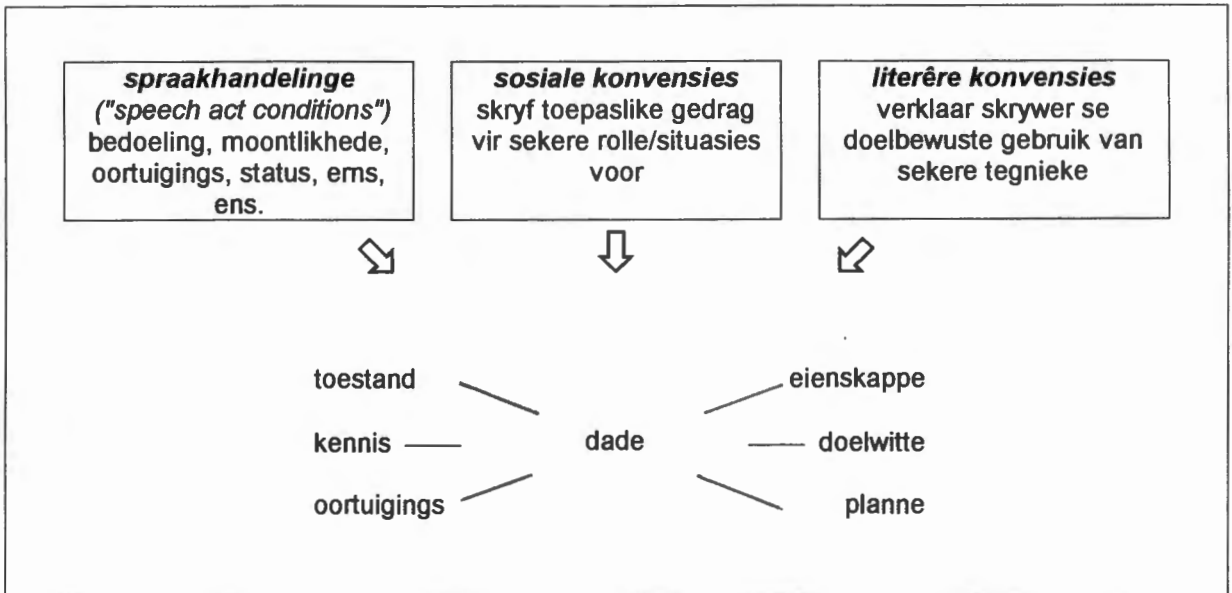 spraakhandelinge
("speech act conditions")
bedoeling, moontlikhede,
oortuigings, status, erns,
ens.
sosiale konvensies
skryf toepaslike gedrag
vir sekere rolle/situasies
voor
literêre konvensies
verklaar skrywer se
doelbewuste gebruik van
sekere tegnieke
toestand
eienskappe
kennis
dade
doelwitte
oortuigings
planne